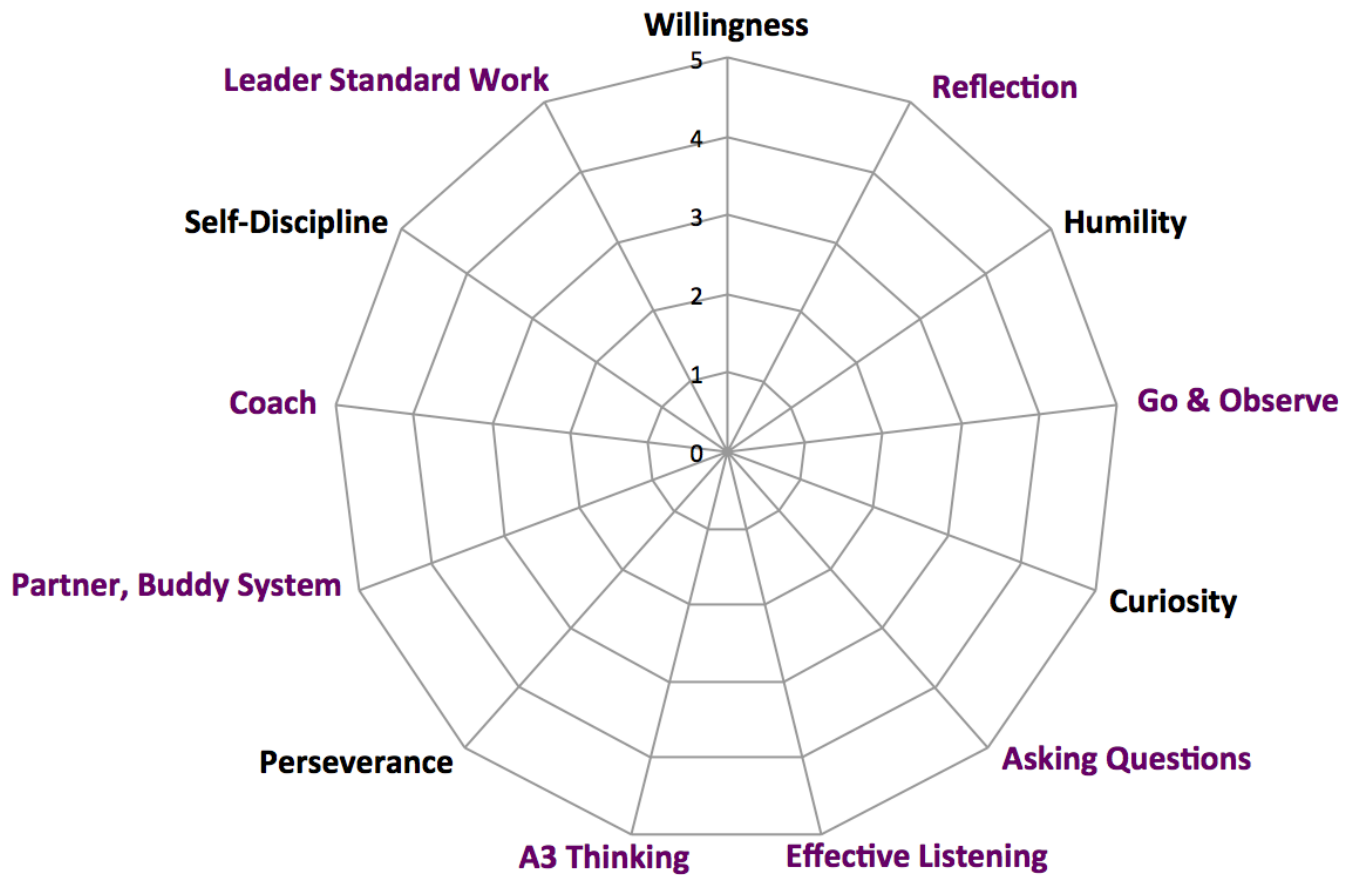 Willingness
5
Leader Standard Work
Reflection
4
3
Self-Discipline
Humility
2
1
Coach
Go & Observe
0
Partner, Buddy System
Curiosity
Perseverance
Asking Questions
A3 Thinking
Effective Listening